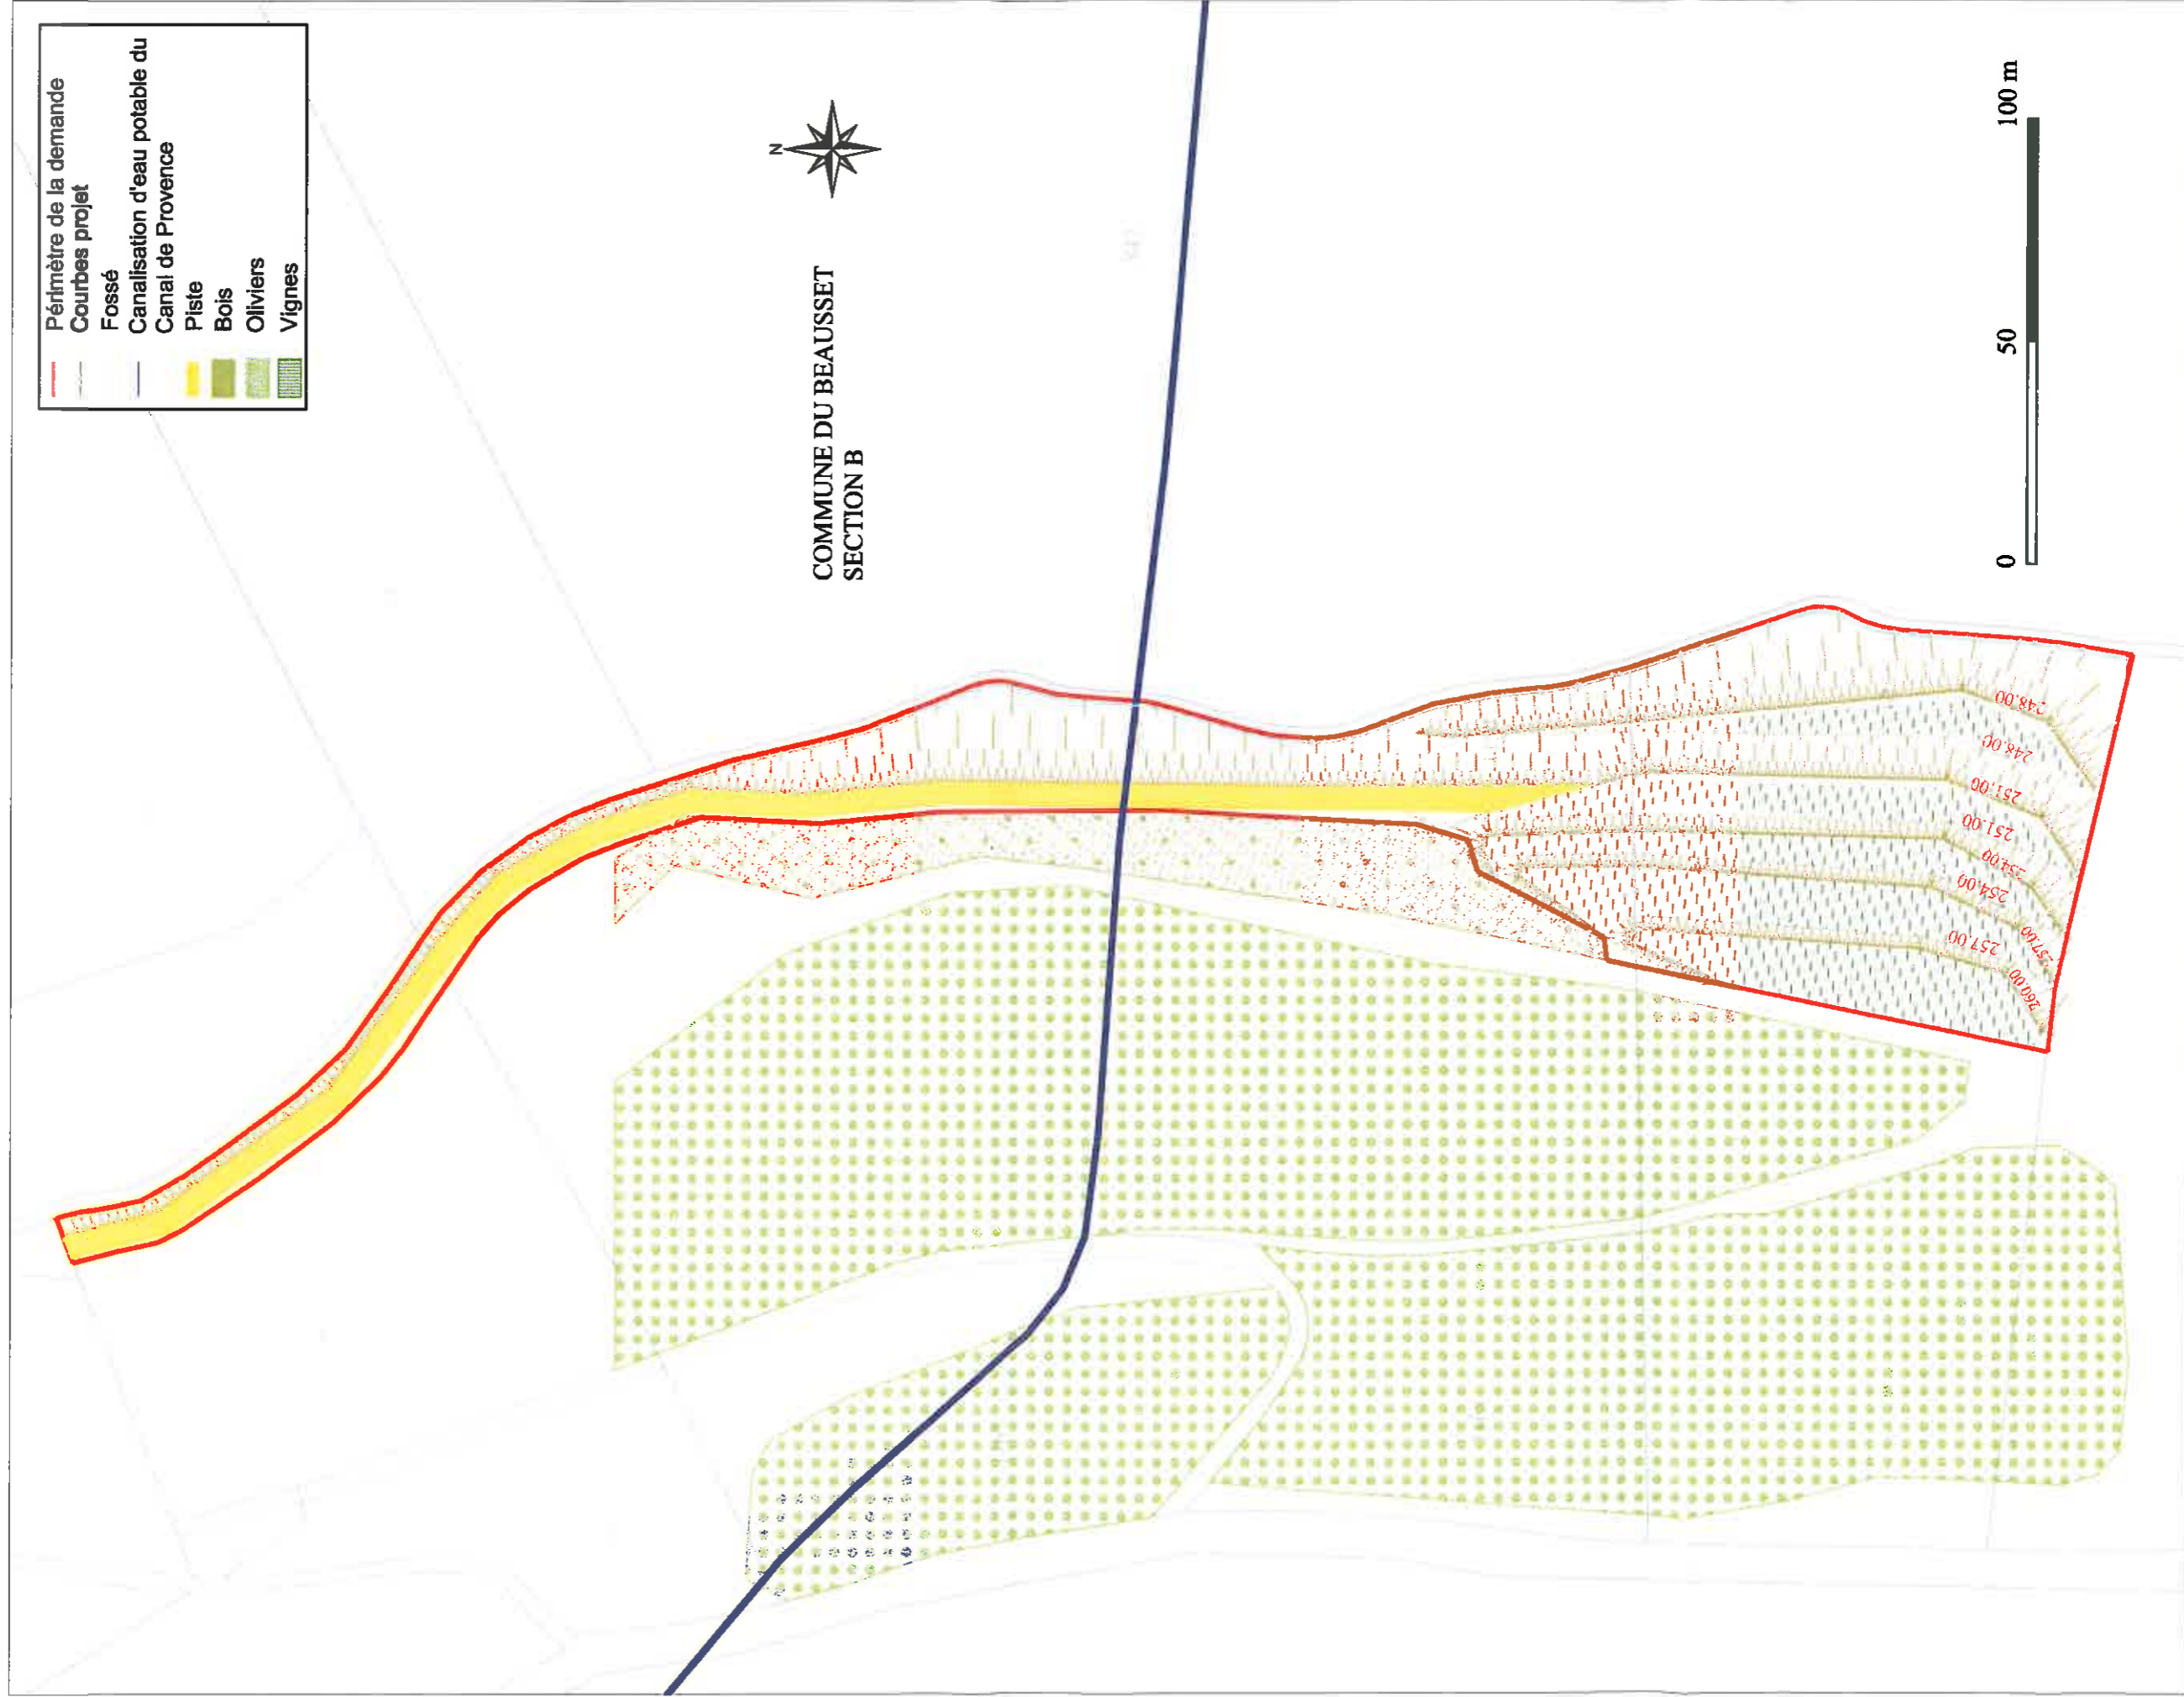 Périmètre de la demande
Courbes projet
Fossé
Canalisation d'eau potable du
Canal de Provence
Piste
Bois
Oliviers
Vignes
N
COMMUNE DU BEAUSSET
SECTION B
0 50 100 m
248.00
248.00
251.00
251.00
254.00
254.00
257.00
257.00
260.00